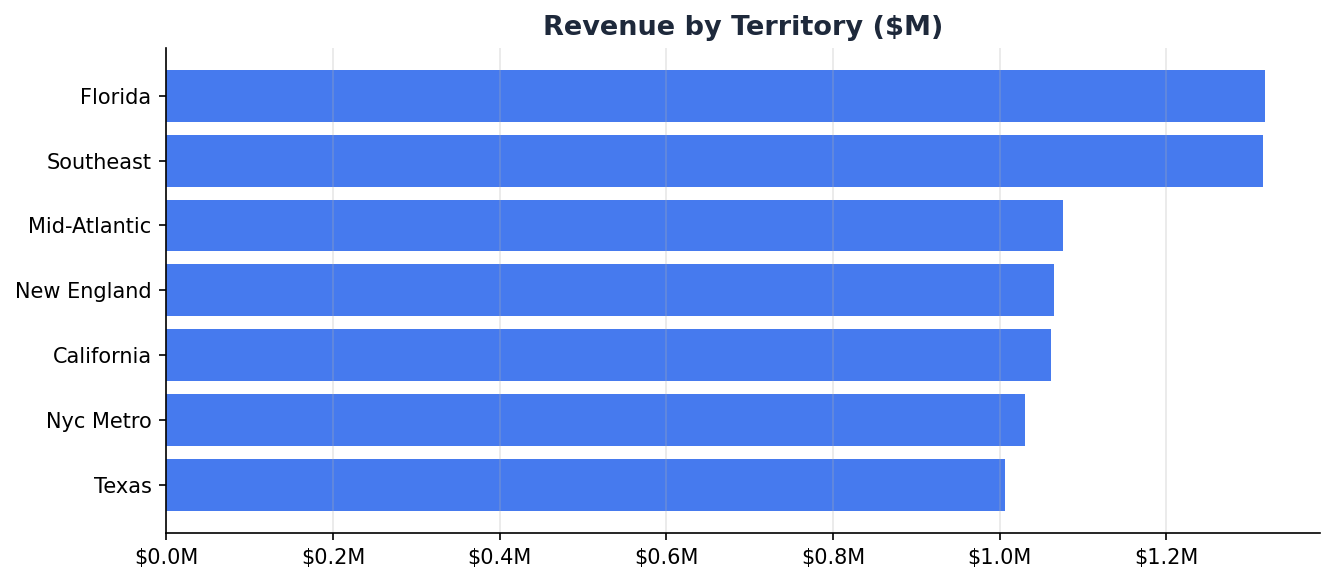 Revenue by Territory ($M)
Florida
Southeast
Mid-Atlantic
New England
California
Nyc Metro
Texas
$0.0M $0.2M $0.4M $0.6M $0.8M $1.0M $1.2M